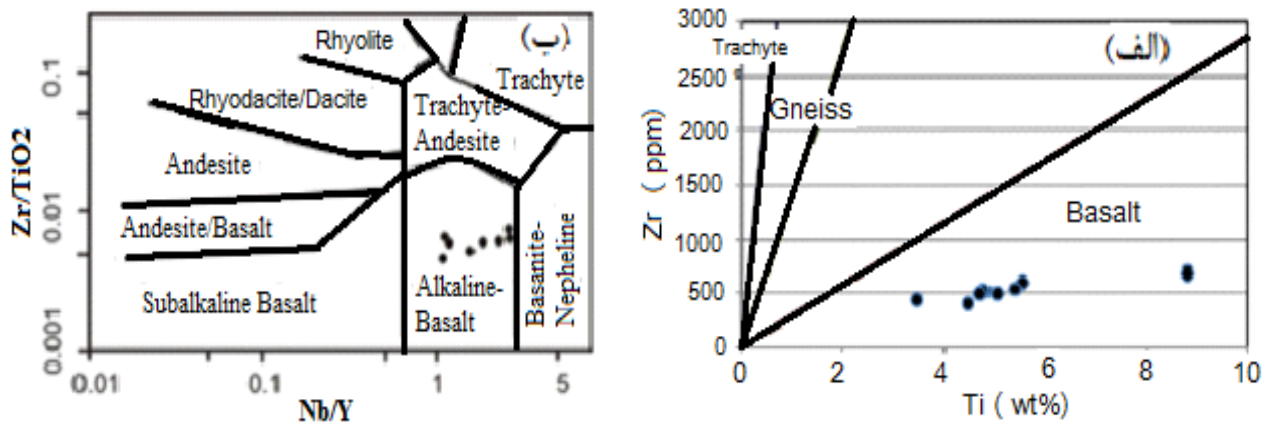 (ب)
Rhyolite
Trachyte
Rhyodacite/Dacite
Trachyte-
Andesite
Andesite
Andesite/Basalt
Subalkaline Basalt
Alkaline-
Basalt
Basanite-
Nepheline
Zr/TiO2
0.1
0.01
0.001
0.01
0.1
1
5
Nb/Y
(الف)
Trachyte
Gneiss
Basalt
Zr ( ppm)
3000
2500
2000
1500
1000
500
0
0
2
4
6
8
10
Ti ( wt%)